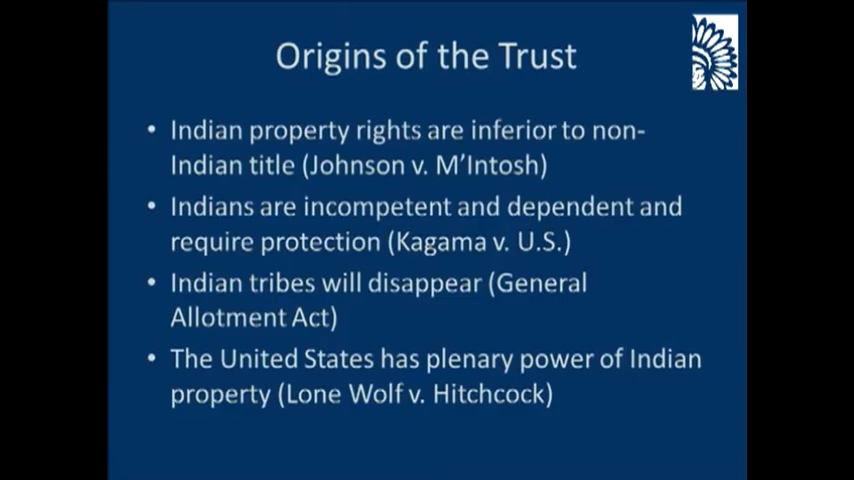 Origins of the Trust
• Indian property rights are inferior to non-
Indian title (Johnson v. M'Intosh)
• Indians are incompetent and dependent and
require protection (Kagama v. U.S.)
• Indian tribes will disappear (General
Allotment Act)
• The United States has plenary power of Indian
property (Lone Wolf v. Hitchcock)